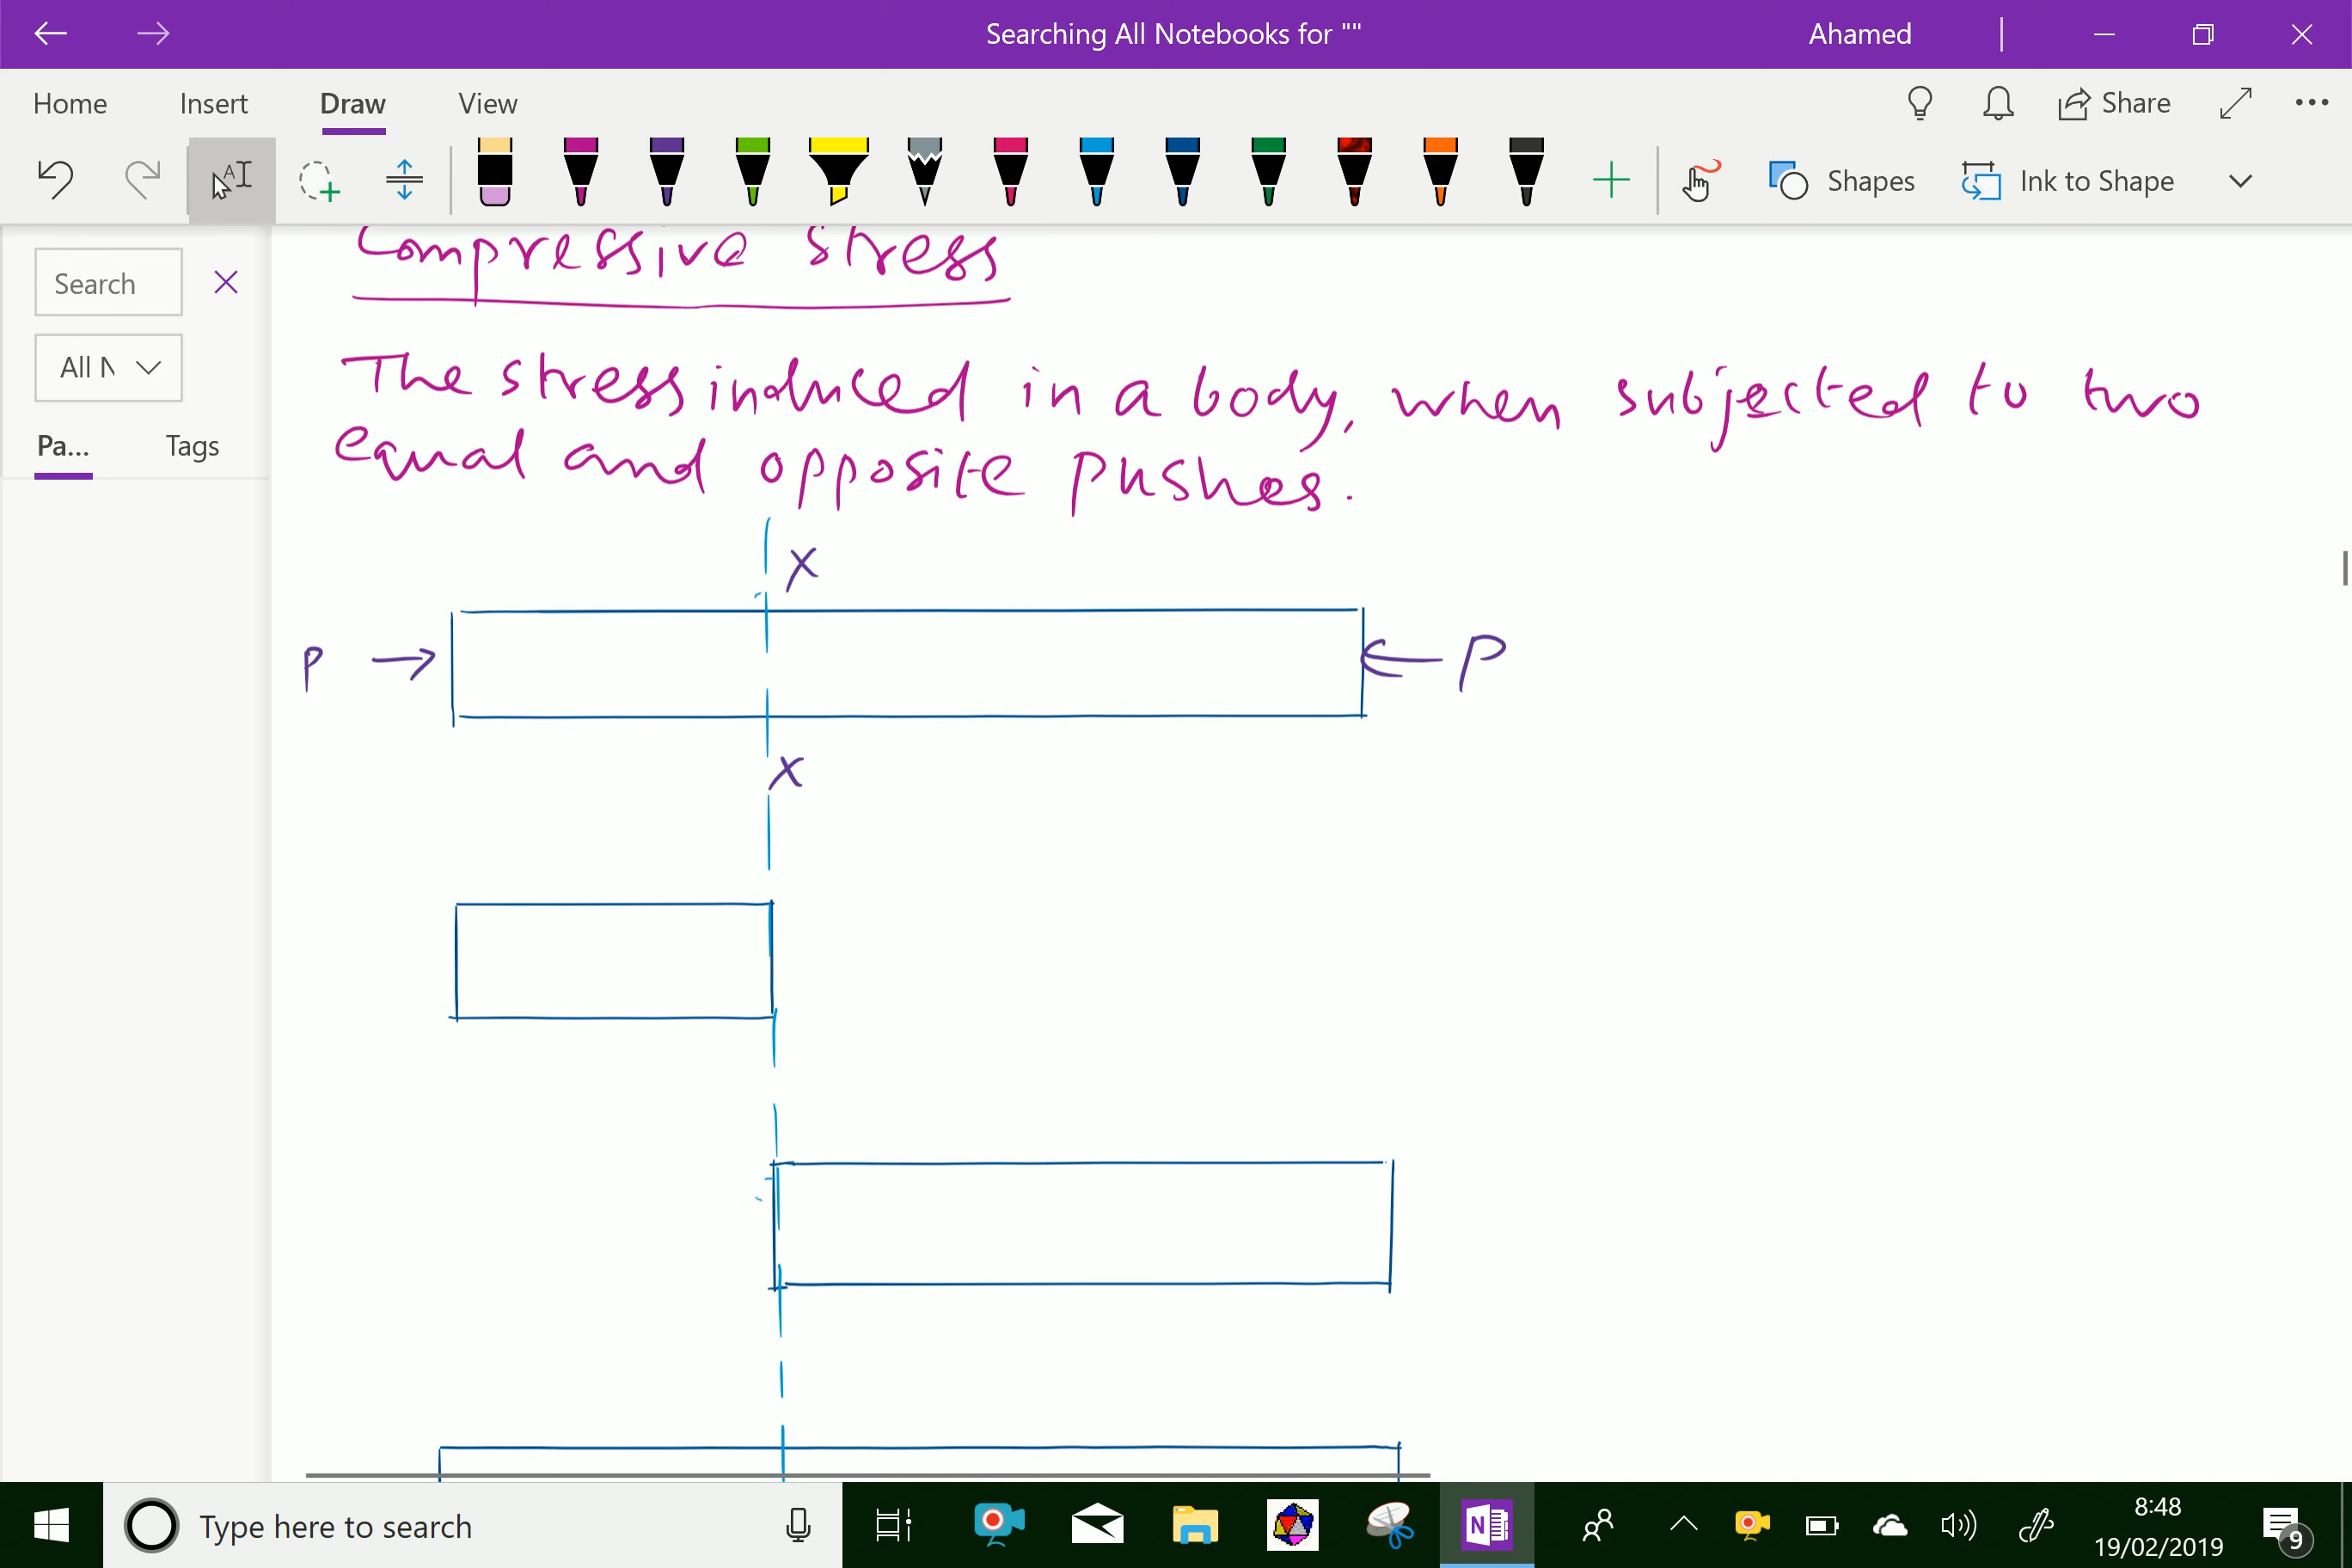 Searching All Notebooks for ""
Ahamed
Home Insert Draw View
Share
Shapes
Ink to Shape
Search
All N
Pa... Tags
Compressive stress
The stress induced in a body, when subjected to two
equal and opposite pushes.
X
P
P
X
Type here to search
N
8:48
19/02/2019
9